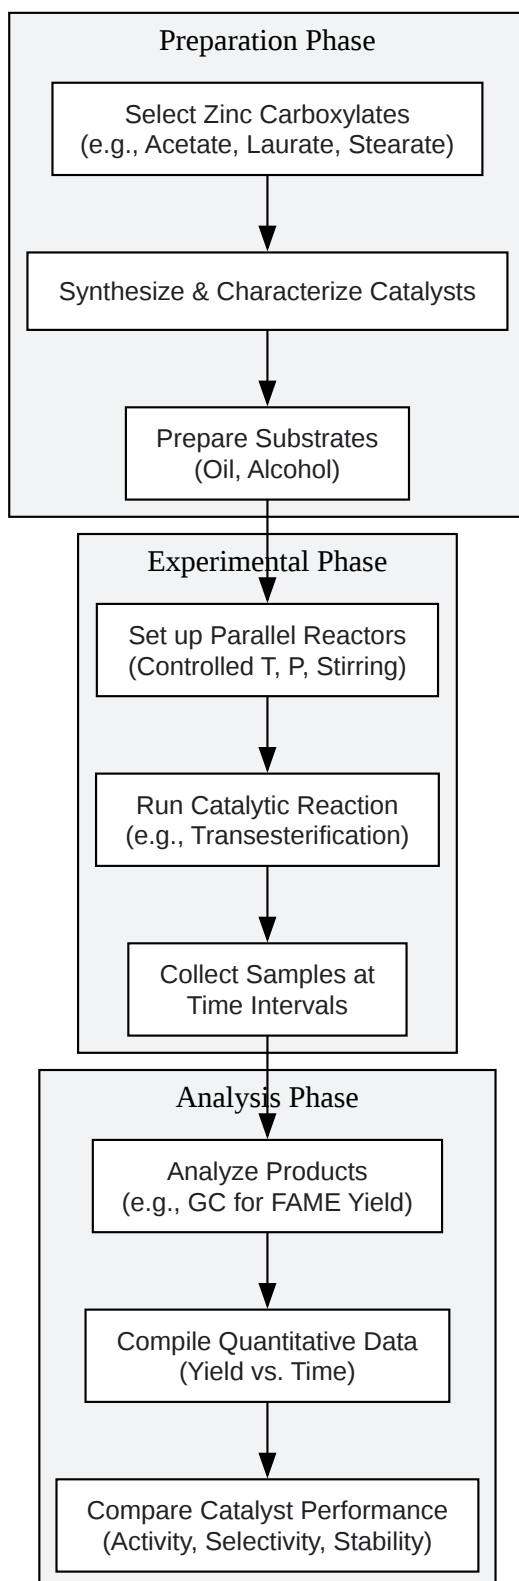 Preparation Phase
Select Zinc Carboxylates
(e.g., Acetate, Laurate, Stearate)
Synthesize & Characterize Catalysts
Prepare Substrates
(Oil, Alcohol)
Experimental Phase
Set up Parallel Reactors
(Controlled T, P, Stirring)
Run Catalytic Reaction
(e.g., Transesterification)
Collect Samples at
Time Intervals
Analysis Phase
Analyze Products
(e.g., GC for FAME Yield)
Compile Quantitative Data
(Yield vs. Time)
Compare Catalyst Performance
(Activity, Selectivity, Stability)